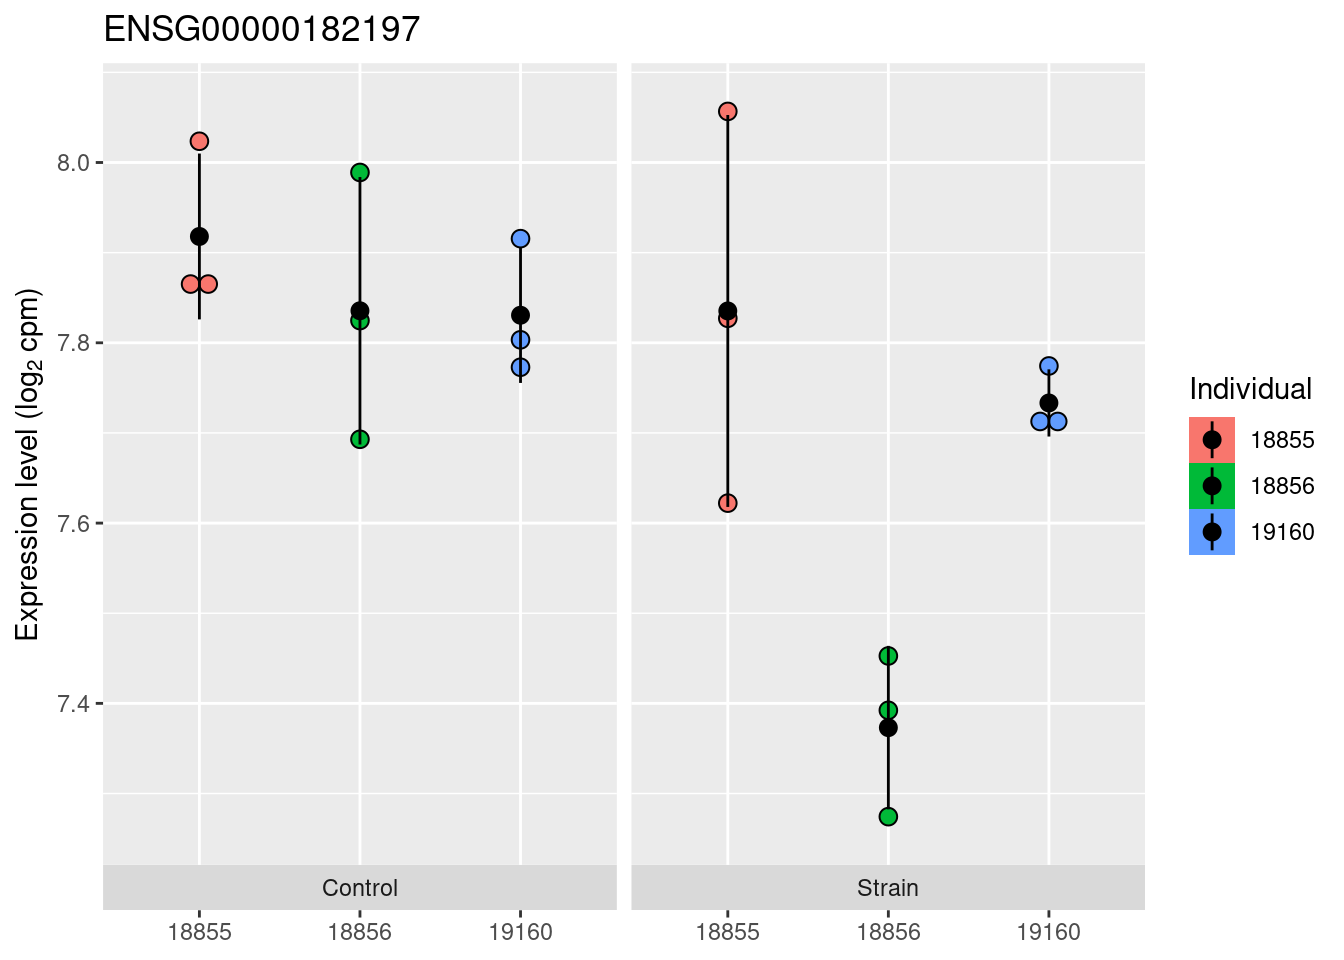 ENSG00000182197
Expression level (log₂ cpm)
8.0
7.8
7.6
7.4
Control
Strain
18855
18856
19160
18855
18856
19160
Individual
18855
18856
19160